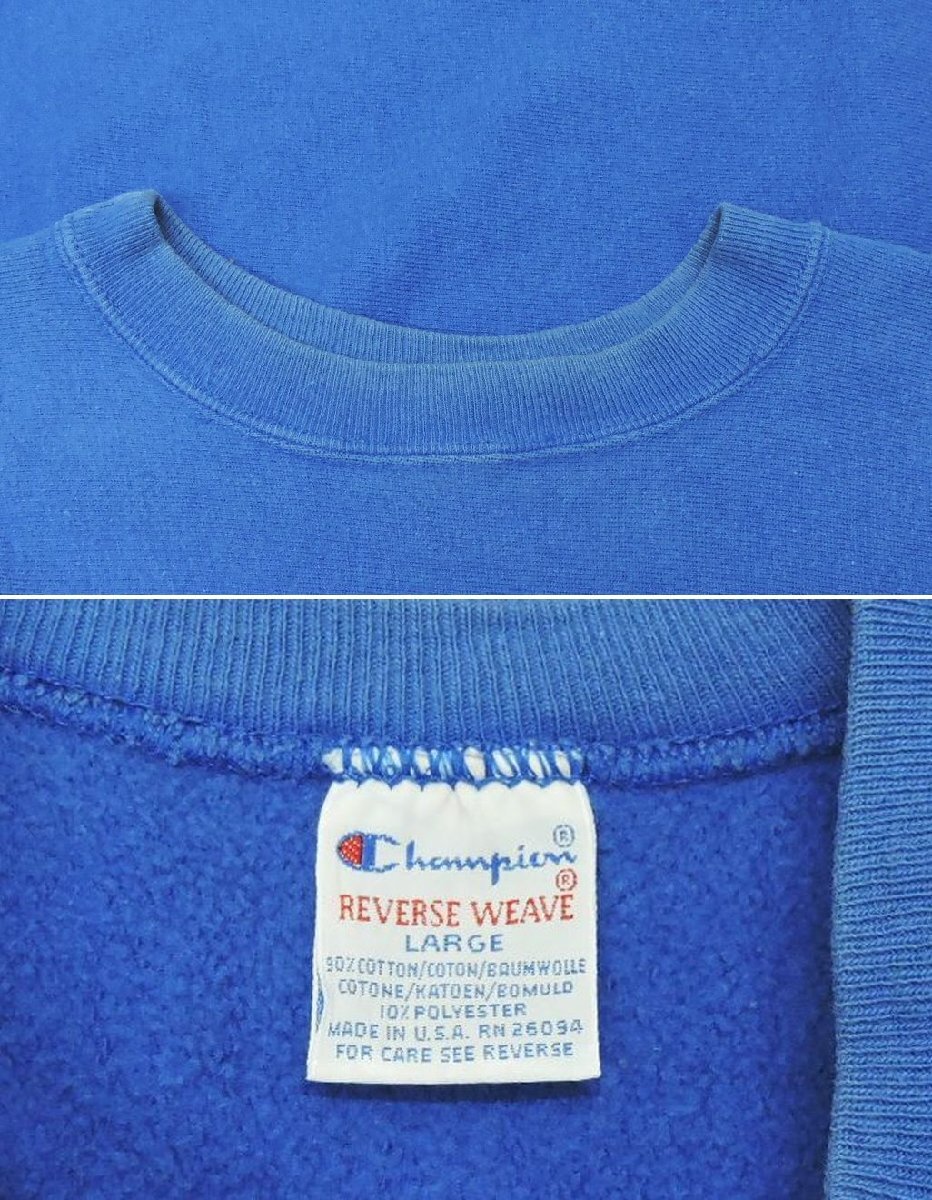 Champion®
REVERSE WEAVE®
LARGE
90% COTTON/COTON/BAUMWOLLE
COTONE/KATOEN/BOMULD
10% POLYESTER
MADE IN U.S.A. RN 26094
FOR CARE SEE REVERSE